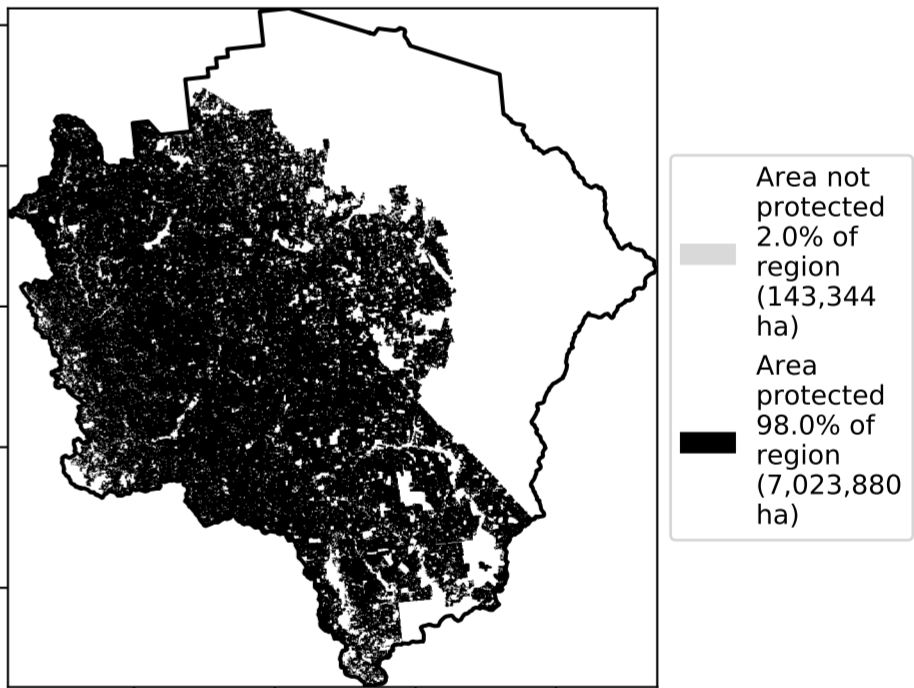 Area not
protected
2.0% of
region
(143,344
ha)
Area
protected
98.0% of
region
(7,023,880
ha)